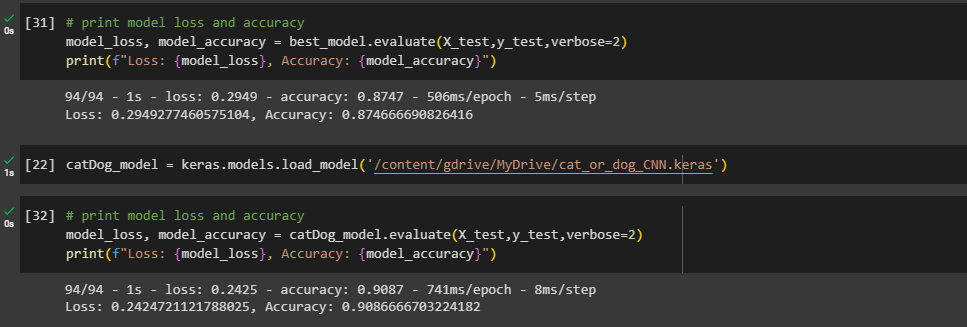 [31] # print model loss and accuracy
0s
model_loss, model_accuracy = best_model.evaluate(X_test,y_test,verbose=2)
print(f"Loss: {model_loss}, Accuracy: {model_accuracy}")
94/94 - 1s - loss: 0.2949 - accuracy: 0.8747 - 506ms/epoch - 5ms/step
Loss: 0.2949277460575104, Accuracy: 0.874666690826416
[22] catDog_model = keras.models.load_model('/content/gdrive/MyDrive/cat_or_dog_CNN.keras')
1s
[32] # print model loss and accuracy
0s
model_loss, model_accuracy = catDog_model.evaluate(X_test,y_test,verbose=2)
print(f"Loss: {model_loss}, Accuracy: {model_accuracy}")
94/94 - 1s - loss: 0.2425 - accuracy: 0.9087 - 741ms/epoch - 8ms/step
Loss: 0.2424721121788025, Accuracy: 0.9086666703224182